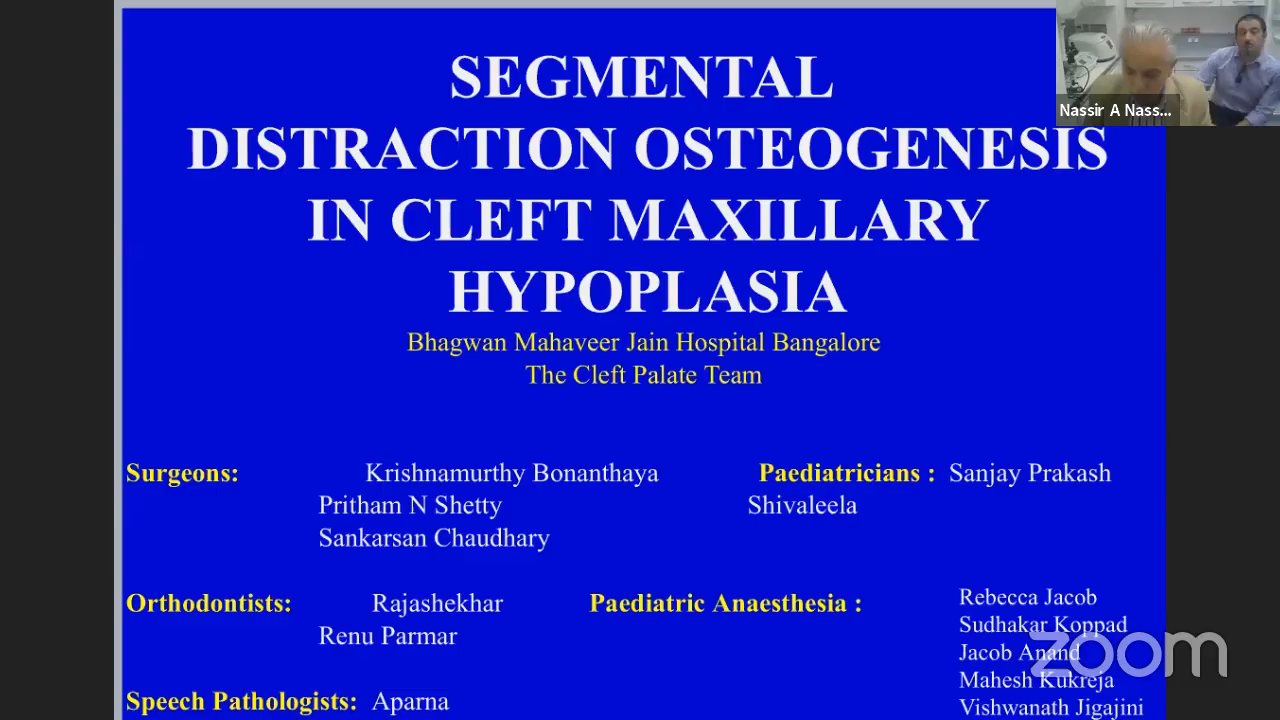 SEGMENTAL
DISTRACTION OSTEOGENESIS
IN CLEFT MAXILLARY
HYPOPLASIA
Bhagwan Mahaveer Jain Hospital Bangalore
The Cleft Palate Team
Surgeons: Krishnamurthy Bonanthaya
Pritham N Shetty
Sankarsan Chaudhary
Paediatricians : Sanjay Prakash
Shivaleela
Orthodontists: Rajashekhar
Renu Parmar
Paediatric Anaesthesia :
Rebecca Jacob
Sudhakar Koppad
Jacob Anand
Mahesh Kukreja
Vishwanath Jigajini
Speech Pathologists: Aparna
Nassir A Nass...
zoom